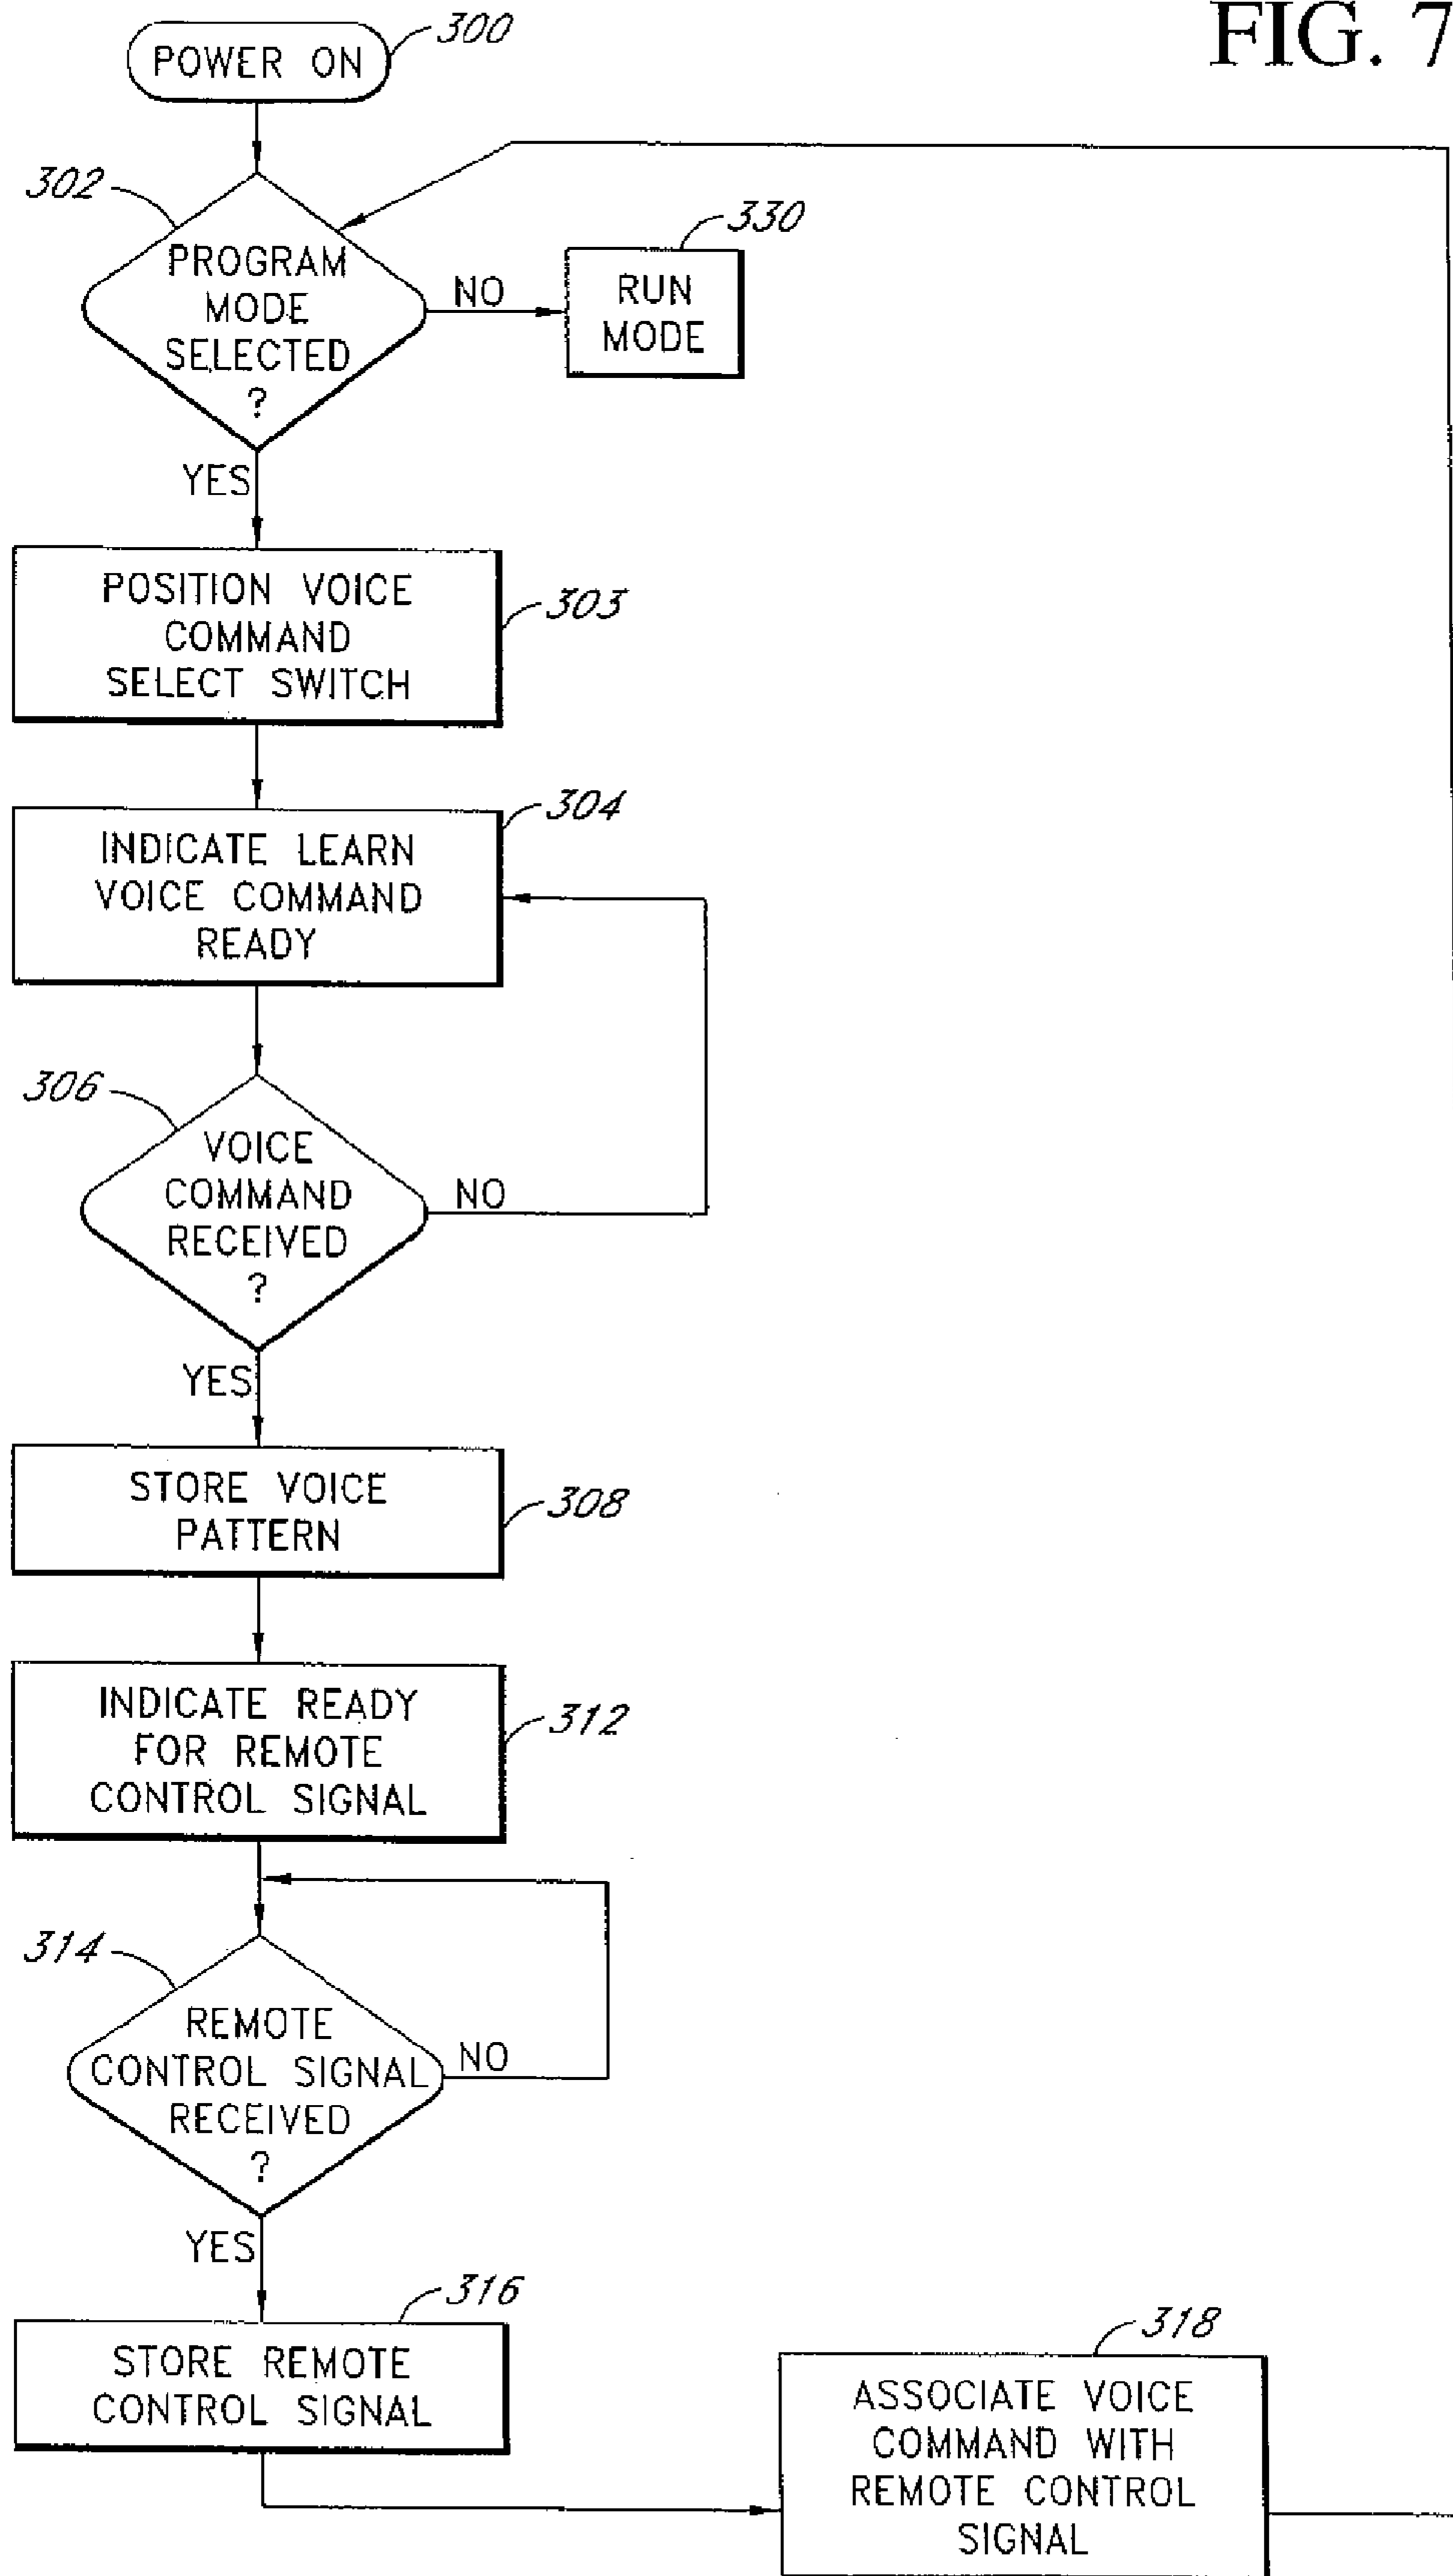 FIG. 7
300
POWER ON
302
PROGRAM
MODE
SELECTED
?
NO
330
RUN
MODE
YES
303
POSITION VOICE
COMMAND
SELECT SWITCH
304
INDICATE LEARN
VOICE COMMAND
READY
306
VOICE
COMMAND
RECEIVED
?
NO
YES
308
STORE VOICE
PATTERN
312
INDICATE READY
FOR REMOTE
CONTROL SIGNAL
314
REMOTE
CONTROL SIGNAL
RECEIVED
?
NO
YES
316
STORE REMOTE
CONTROL SIGNAL
318
ASSOCIATE VOICE
COMMAND WITH
REMOTE CONTROL
SIGNAL